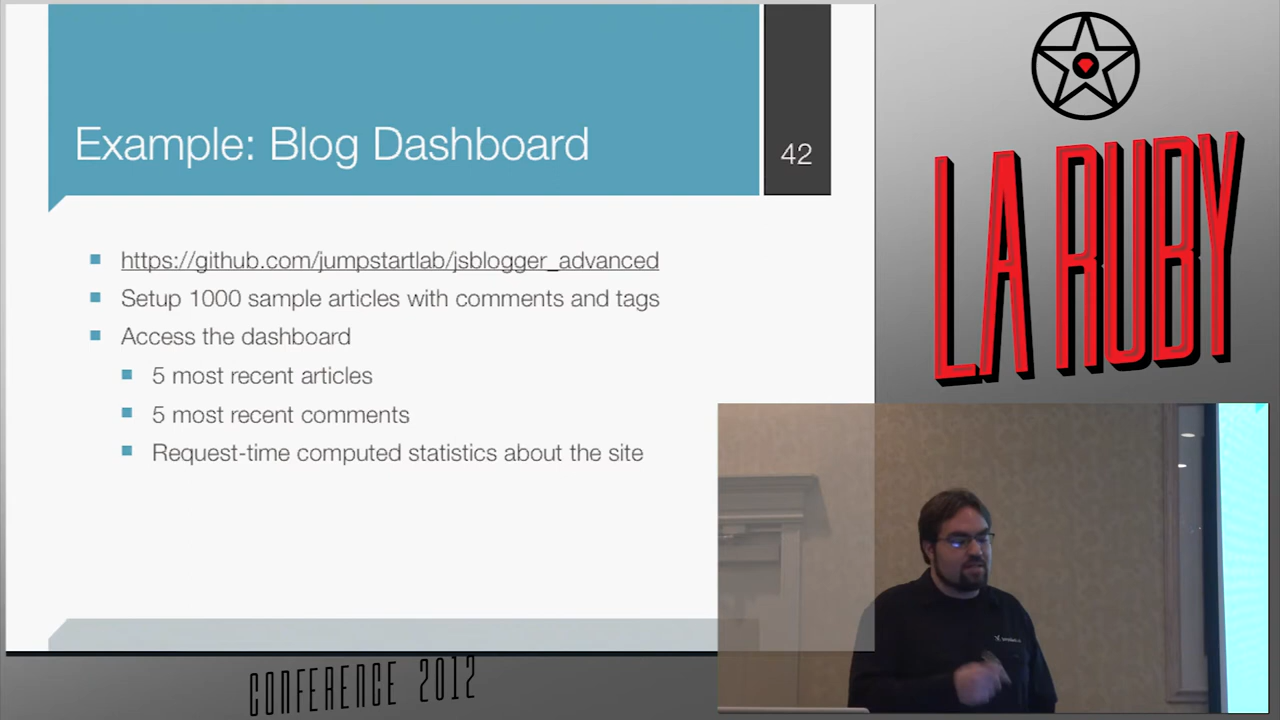 Example: Blog Dashboard
42
https://github.com/jumpstartlab/jsblogger_advanced
Setup 1000 sample articles with comments and tags
Access the dashboard
5 most recent articles
5 most recent comments
Request-time computed statistics about the site
LA RUBY
CONFERENCE 2012